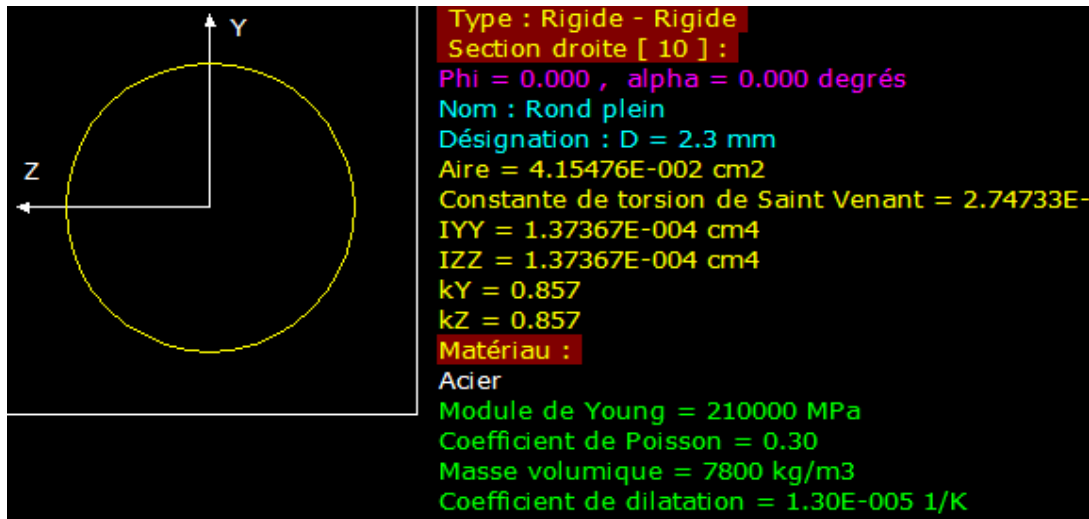 Y
Z
Type : Rigide - Rigide
Section droite [ 10 ] :
Phi = 0.000 , alpha = 0.000 degrés
Nom : Rond plein
Désignation : D = 2.3 mm
Aire = 4.15476E-002 cm2
Constante de torsion de Saint Venant = 2.74733E-
IYY = 1.37367E-004 cm4
IZZ = 1.37367E-004 cm4
kY = 0.857
kZ = 0.857
Matériau :
Acier
Module de Young = 210000 MPa
Coefficient de Poisson = 0.30
Masse volumique = 7800 kg/m3
Coefficient de dilatation = 1.30E-005 1/K